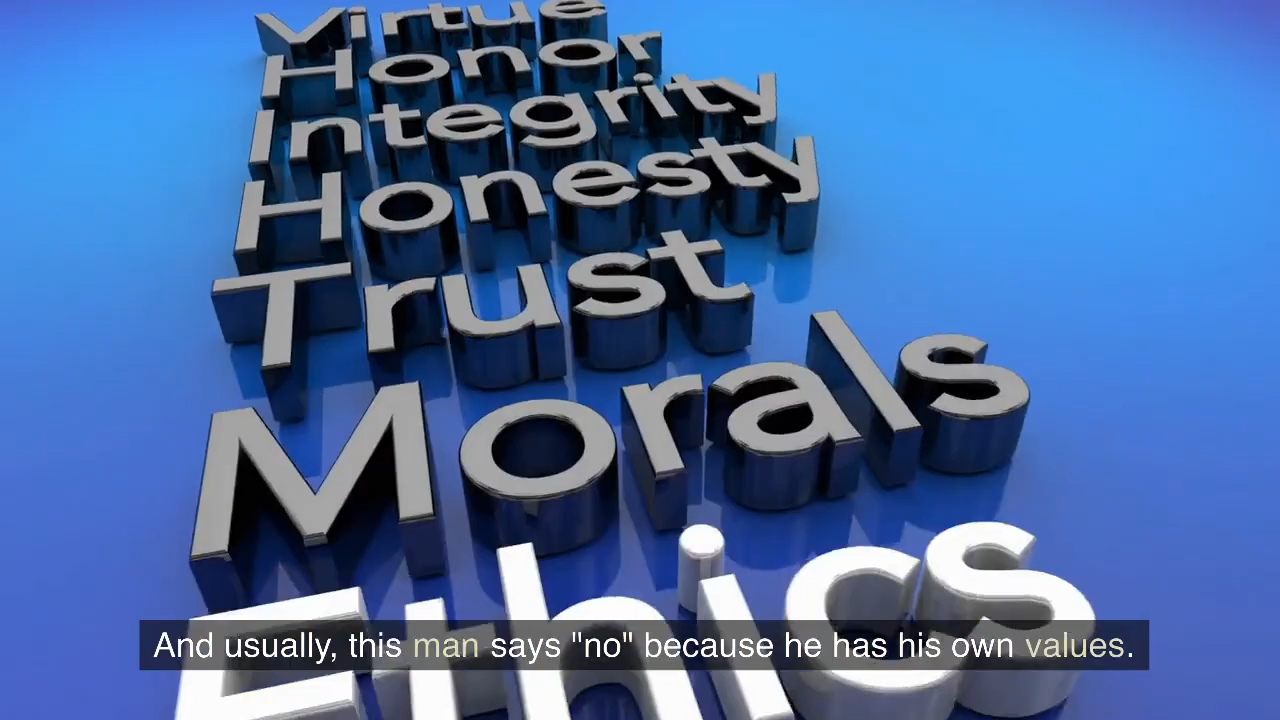 Virtue
Honor
Integrity
Honesty
Trust
Morals
Ethics
And usually, this man says "no" because he has his own values.